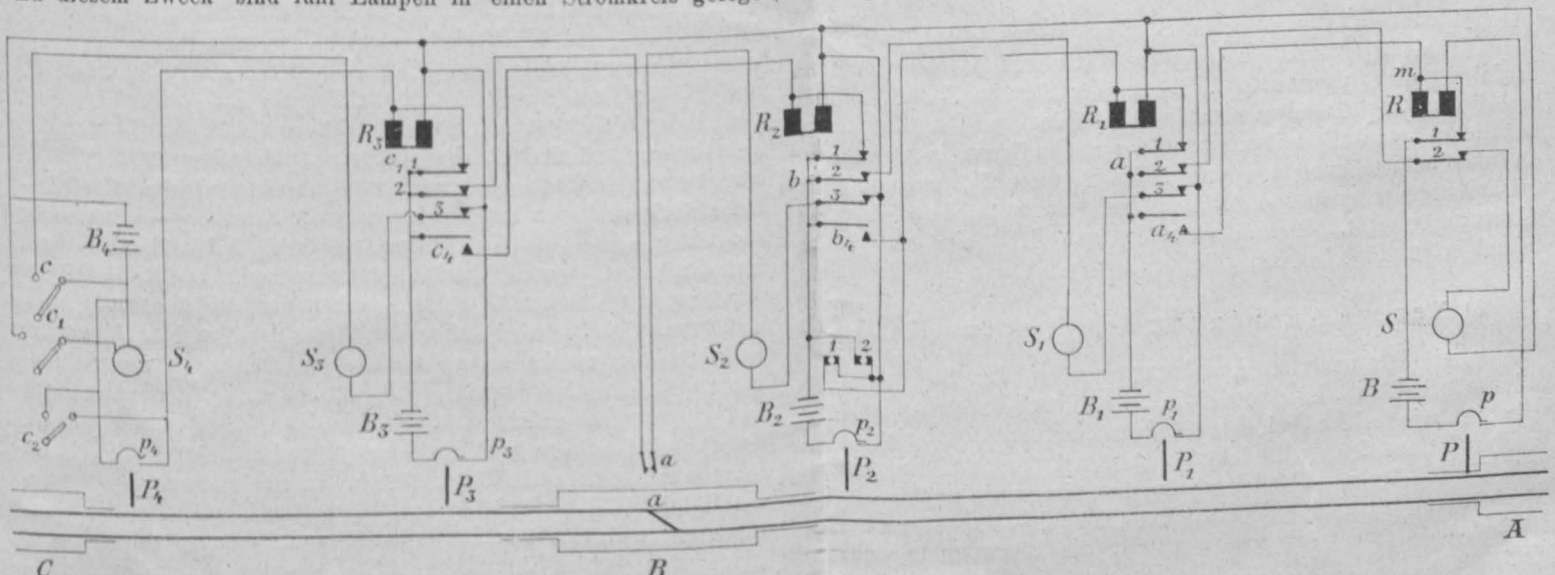 zu diesem Zweck sind fünf Lampen in einen Stromkreis gelegt
m
R₃ R₂ R₁ R
c₁ 1 2 3 c₄
b 1 2 3 b₄
a 1 2 3 a₄
1 2
B₄
c
c₁
c₂
S₄ S₃ S₂ S₁ S
1 2
B₃ B₂ B₁ B
p₄ p₃ p₂ p₁ p
a
P₄ P₃ P₂ P₁ P
a
C B A